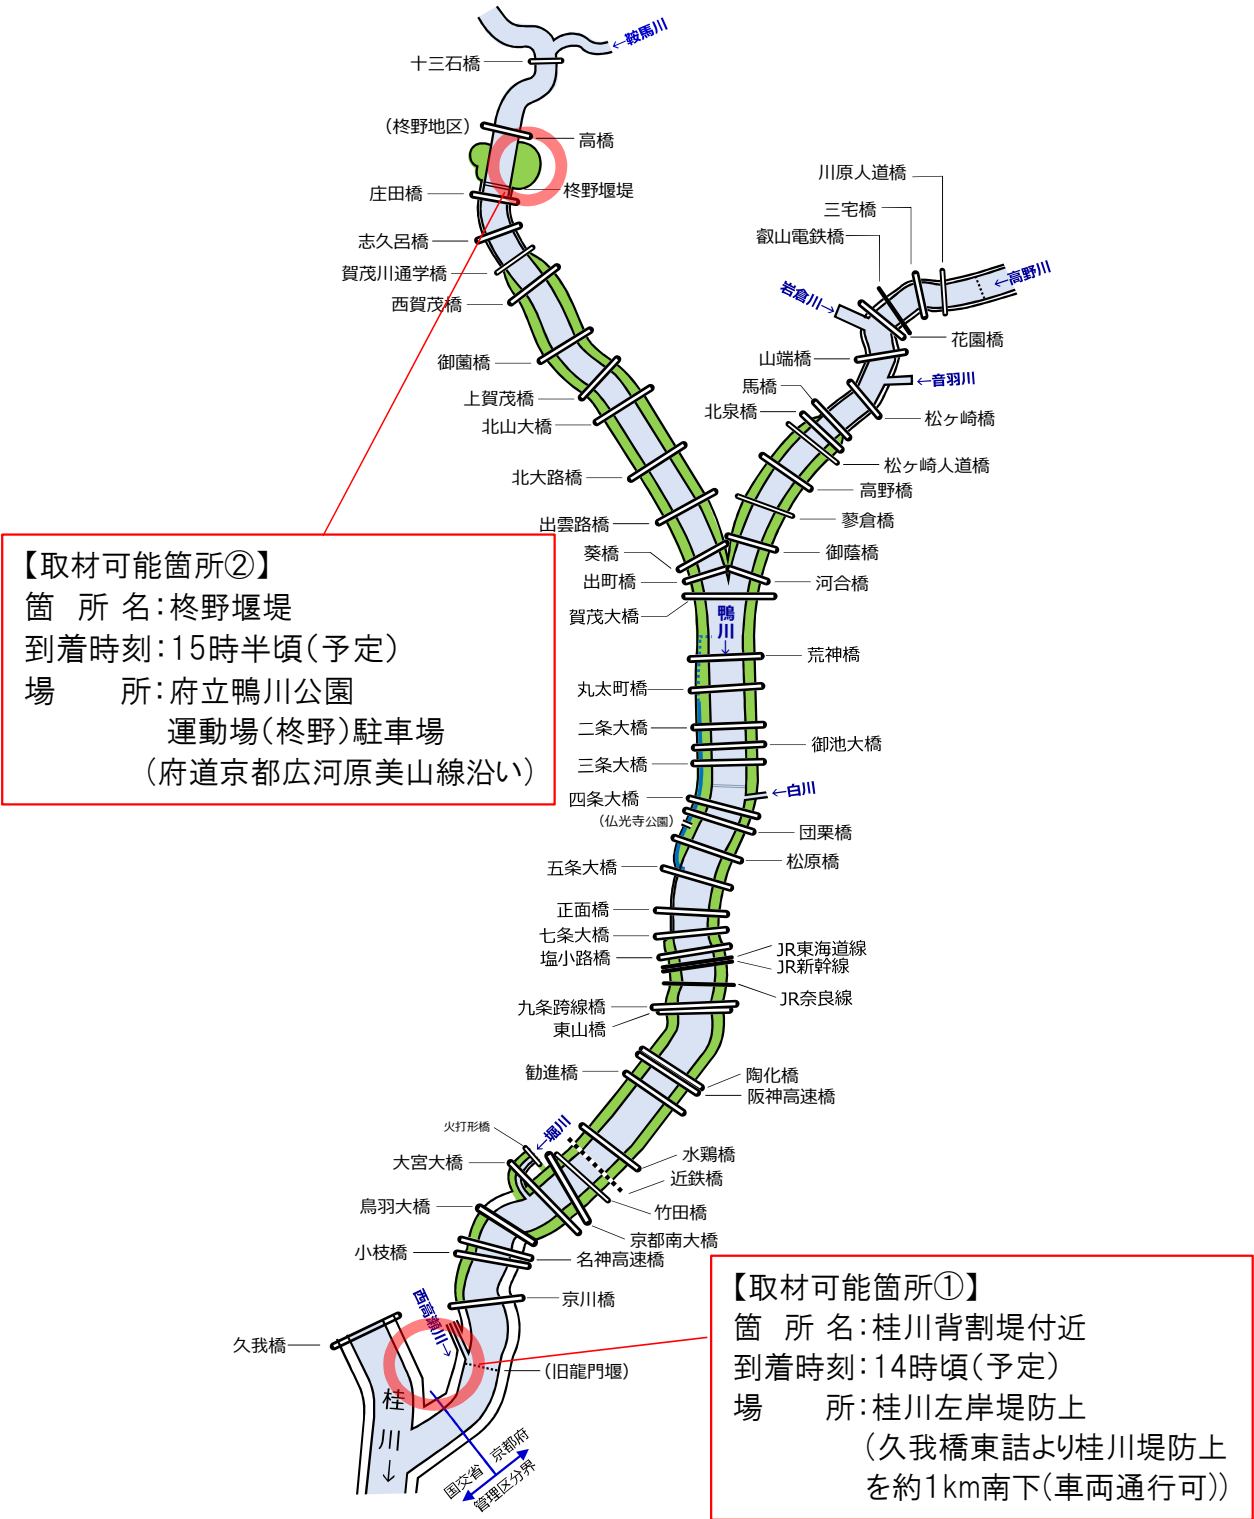 ←鞍馬川
十三石橋
（柊野地区）
高橋
柊野堰堤
庄田橋
志久呂橋
賀茂川通学橋
西賀茂橋
御薗橋
上賀茂橋
北山大橋
北大路橋
出雲路橋
葵橋
出町橋
賀茂大橋
川原人道橋
三宅橋
叡山電鉄橋
←高野川
岩倉川→
花園橋
山端橋
←音羽川
馬橋
北泉橋
松ヶ崎橋
松ヶ崎人道橋
高野橋
蓼倉橋
御蔭橋
河合橋
鴨川→
荒神橋
丸太町橋
二条大橋
御池大橋
三条大橋
←白川
四条大橋
（仏光寺公園）
団栗橋
松原橋
五条大橋
正面橋
七条大橋
塩小路橋
JR東海道線
JR新幹線
JR奈良線
九条跨線橋
東山橋
勧進橋
陶化橋
阪神高速橋
火打形橋
←堀川
大宮大橋
水鶏橋
近鉄橋
竹田橋
京都南大橋
鳥羽大橋
小枝橋
名神高速橋
京川橋
西高瀬川→
久我橋
（旧龍門堰）
桂川→
国交省 京都府
管理区分界
【取材可能箇所②】
箇 所 名：柊野堰堤
到着時刻：15時半頃（予定）
場　　所：府立鴨川公園
運動場（柊野）駐車場
（府道京都広河原美山線沿い）
【取材可能箇所①】
箇 所 名：桂川背割堤付近
到着時刻：14時頃（予定）
場　　所：桂川左岸堤防上
（久我橋東詰より桂川堤防上
を約1km南下（車両通行可））